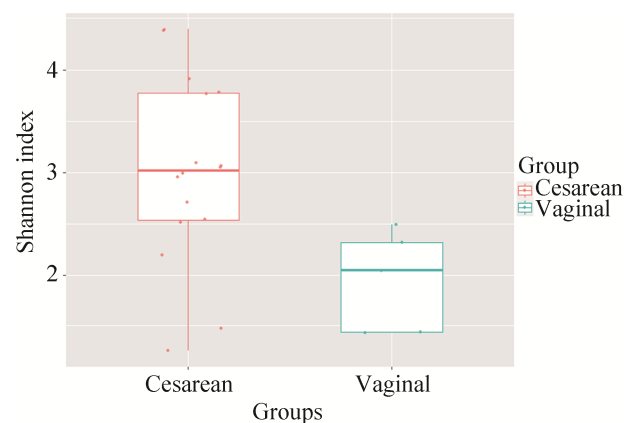 Shannon index
4
3
2
Cesarean
Vaginal
Groups
Group
Cesarean
Vaginal